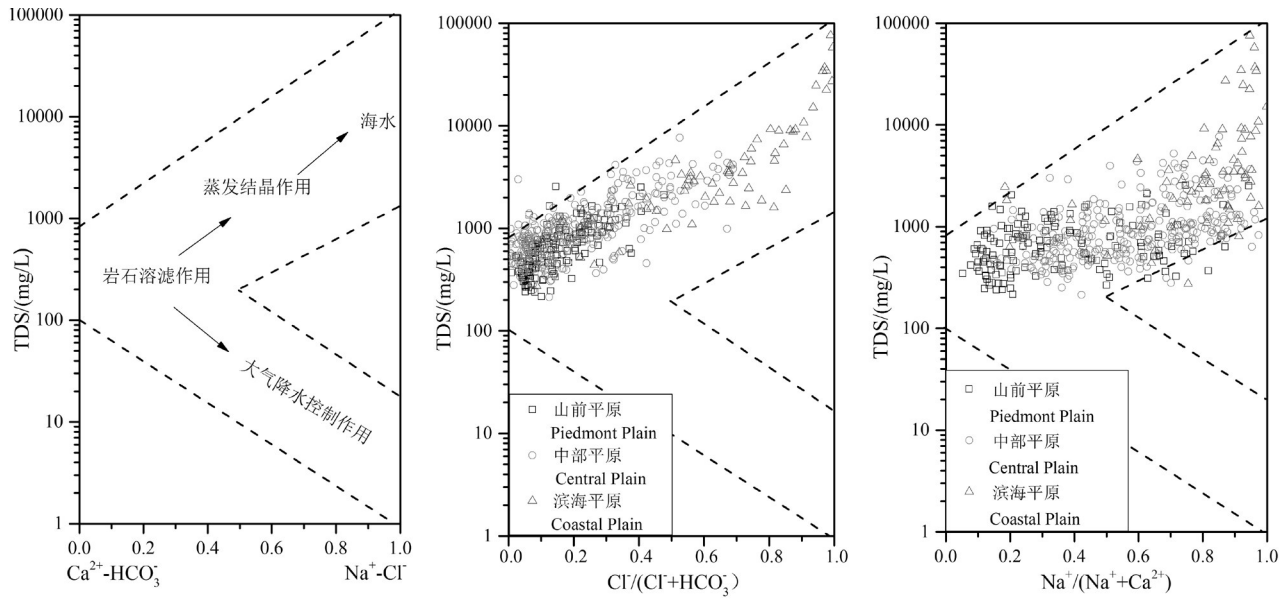 100000
10000
1000
100
10
1
TDS/(mg/L)
海水
蒸发结晶作用
岩石溶滤作用
大气降水控制作用
0.0 0.2 0.4 0.6 0.8 1.0
Ca²⁺-HCO₃⁻ Na⁺-Cl⁻
100000
10000
1000
100
10
1
TDS/(mg/L)
山前平原
Piedmont Plain
中部平原
Central Plain
滨海平原
Coastal Plain
0.0 0.2 0.4 0.6 0.8 1.0
Cl⁻/(Cl⁻+HCO₃⁻)
100000
10000
1000
100
10
1
TDS/(mg/L)
山前平原
Piedmont Plain
中部平原
Central Plain
滨海平原
Coastal Plain
0.0 0.2 0.4 0.6 0.8 1.0
Na⁺/(Na⁺+Ca²⁺)